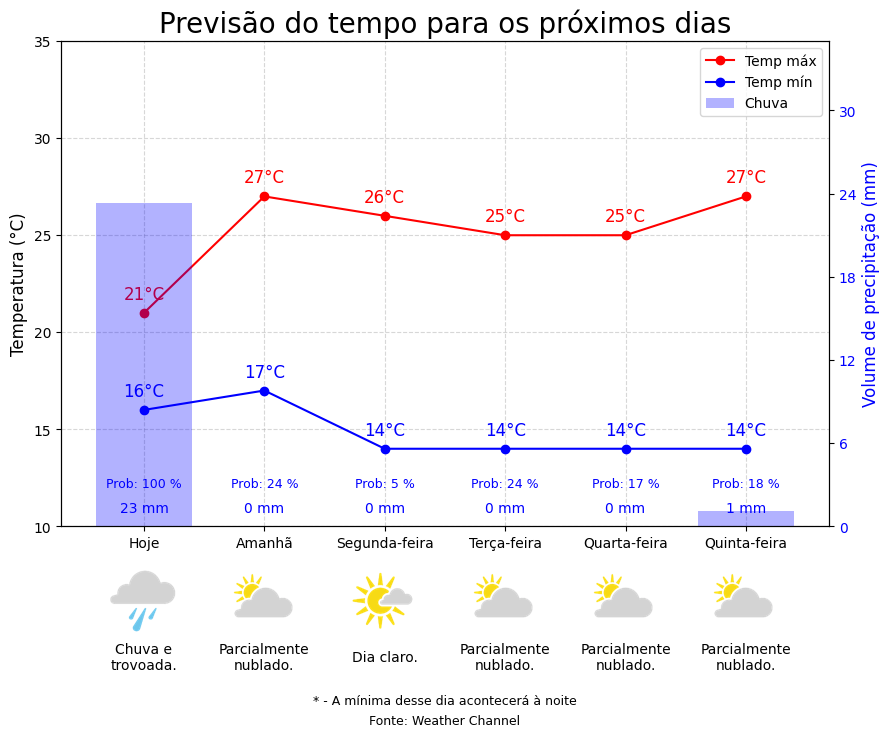 Previsão do tempo para os próximos dias
Temp máx
Temp mín
Chuva
Temperatura (°C)
Volume de precipitação (mm)
35
30
25
20
15
10
30
24
18
12
6
0
21°C
27°C
26°C
25°C
25°C
27°C
16°C
17°C
14°C
14°C
14°C
14°C
Prob: 100 %
Prob: 24 %
Prob: 5 %
Prob: 24 %
Prob: 17 %
Prob: 18 %
23 mm
0 mm
0 mm
0 mm
0 mm
1 mm
Hoje
Amanhã
Segunda-feira
Terça-feira
Quarta-feira
Quinta-feira
Chuva e
trovoada.
Parcialmente
nublado.
Dia claro.
Parcialmente
nublado.
Parcialmente
nublado.
Parcialmente
nublado.
* - A mínima desse dia acontecerá à noite
Fonte: Weather Channel